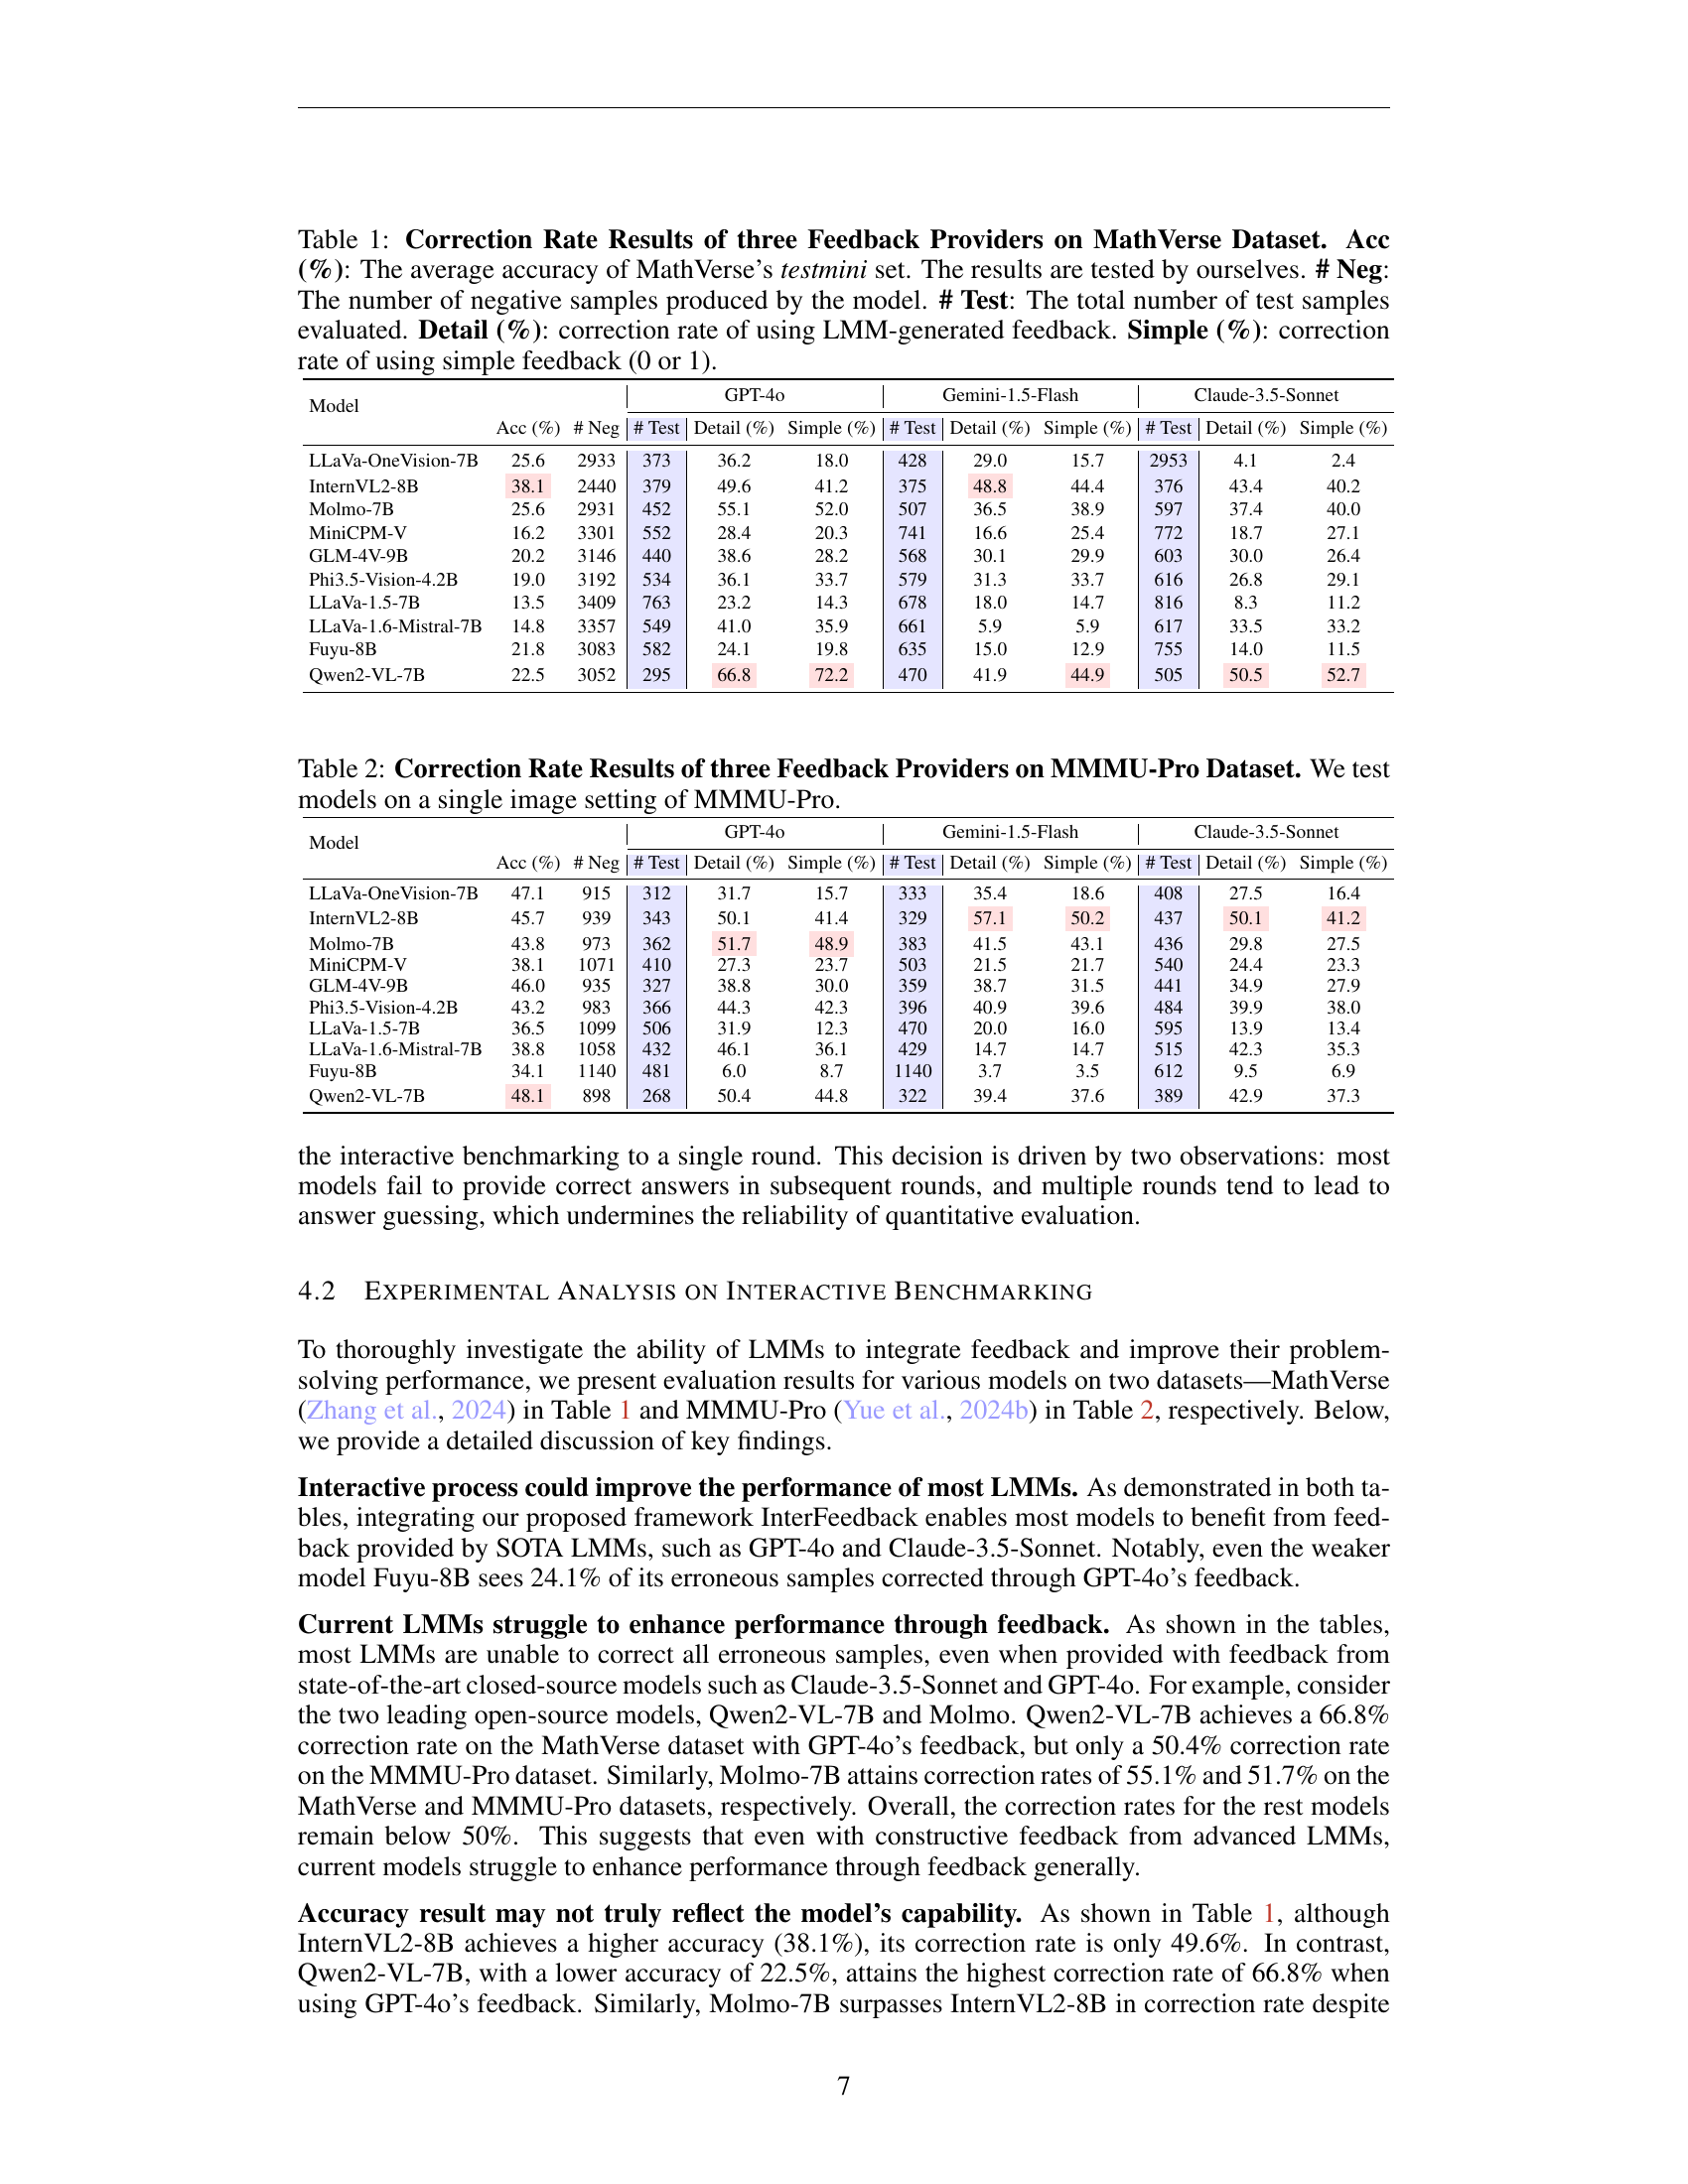 Table 1: Correction Rate Results of three Feedback Providers on MathVerse Dataset. Acc
(%): The average accuracy of MathVerse's testmini set. The results are tested by ourselves. # Neg:
The number of negative samples produced by the model. # Test: The total number of test samples
evaluated. Detail (%): correction rate of using LMM-generated feedback. Simple (%): correction
rate of using simple feedback (0 or 1).
Model GPT-4o Gemini-1.5-Flash Claude-3.5-Sonnet
Acc (%) # Neg # Test Detail (%) Simple (%) # Test Detail (%) Simple (%) # Test Detail (%) Simple (%)
LLaVa-OneVision-7B 25.6 2933 373 36.2 18.0 428 29.0 15.7 2953 4.1 2.4
InternVL2-8B 38.1 2440 379 49.6 41.2 375 48.8 44.4 376 43.4 40.2
Molmo-7B 25.6 2931 452 55.1 52.0 507 36.5 38.9 597 37.4 40.0
MiniCPM-V 16.2 3301 552 28.4 20.3 741 16.6 25.4 772 18.7 27.1
GLM-4V-9B 20.2 3146 440 38.6 28.2 568 30.1 29.9 603 30.0 26.4
Phi3.5-Vision-4.2B 19.0 3192 534 36.1 33.7 579 31.3 33.7 616 26.8 29.1
LLaVa-1.5-7B 13.5 3409 763 23.2 14.3 678 18.0 14.7 816 8.3 11.2
LLaVa-1.6-Mistral-7B 14.8 3357 549 41.0 35.9 661 5.9 5.9 617 33.5 33.2
Fuyu-8B 21.8 3083 582 24.1 19.8 635 15.0 12.9 755 14.0 11.5
Qwen2-VL-7B 22.5 3052 295 66.8 72.2 470 41.9 44.9 505 50.5 52.7
Table 2: Correction Rate Results of three Feedback Providers on MMMU-Pro Dataset. We test
models on a single image setting of MMMU-Pro.
Model GPT-4o Gemini-1.5-Flash Claude-3.5-Sonnet
Acc (%) # Neg # Test Detail (%) Simple (%) # Test Detail (%) Simple (%) # Test Detail (%) Simple (%)
LLaVa-OneVision-7B 47.1 915 312 31.7 15.7 333 35.4 18.6 408 27.5 16.4
InternVL2-8B 45.7 939 343 50.1 41.4 329 57.1 50.2 437 50.1 41.2
Molmo-7B 43.8 973 362 51.7 48.9 383 41.5 43.1 436 29.8 27.5
MiniCPM-V 38.1 1071 410 27.3 23.7 503 21.5 21.7 540 24.4 23.3
GLM-4V-9B 46.0 935 327 38.8 30.0 359 38.7 31.5 441 34.9 27.9
Phi3.5-Vision-4.2B 43.2 983 366 44.3 42.3 396 40.9 39.6 484 39.9 38.0
LLaVa-1.5-7B 36.5 1099 506 31.9 12.3 470 20.0 16.0 595 13.9 13.4
LLaVa-1.6-Mistral-7B 38.8 1058 432 46.1 36.1 429 14.7 14.7 515 42.3 35.3
Fuyu-8B 34.1 1140 481 6.0 8.7 1140 3.7 3.5 612 9.5 6.9
Qwen2-VL-7B 48.1 898 268 50.4 44.8 322 39.4 37.6 389 42.9 37.3
the interactive benchmarking to a single round. This decision is driven by two observations: most
models fail to provide correct answers in subsequent rounds, and multiple rounds tend to lead to
answer guessing, which undermines the reliability of quantitative evaluation.
4.2 EXPERIMENTAL ANALYSIS ON INTERACTIVE BENCHMARKING
To thoroughly investigate the ability of LMMs to integrate feedback and improve their problem-
solving performance, we present evaluation results for various models on two datasets—MathVerse
(Zhang et al., 2024) in Table 1 and MMMU-Pro (Yue et al., 2024b) in Table 2, respectively. Below,
we provide a detailed discussion of key findings.
Interactive process could improve the performance of most LMMs. As demonstrated in both ta-
bles, integrating our proposed framework InterFeedback enables most models to benefit from feed-
back provided by SOTA LMMs, such as GPT-4o and Claude-3.5-Sonnet. Notably, even the weaker
model Fuyu-8B sees 24.1% of its erroneous samples corrected through GPT-4o's feedback.
Current LMMs struggle to enhance performance through feedback. As shown in the tables,
most LMMs are unable to correct all erroneous samples, even when provided with feedback from
state-of-the-art closed-source models such as Claude-3.5-Sonnet and GPT-4o. For example, consider
the two leading open-source models, Qwen2-VL-7B and Molmo. Qwen2-VL-7B achieves a 66.8%
correction rate on the MathVerse dataset with GPT-4o's feedback, but only a 50.4% correction rate
on the MMMU-Pro dataset. Similarly, Molmo-7B attains correction rates of 55.1% and 51.7% on the
MathVerse and MMMU-Pro datasets, respectively. Overall, the correction rates for the rest models
remain below 50%. This suggests that even with constructive feedback from advanced LMMs,
current models struggle to enhance performance through feedback generally.
Accuracy result may not truly reflect the model's capability. As shown in Table 1, although
InternVL2-8B achieves a higher accuracy (38.1%), its correction rate is only 49.6%. In contrast,
Qwen2-VL-7B, with a lower accuracy of 22.5%, attains the highest correction rate of 66.8% when
using GPT-4o's feedback. Similarly, Molmo-7B surpasses InternVL2-8B in correction rate despite
7